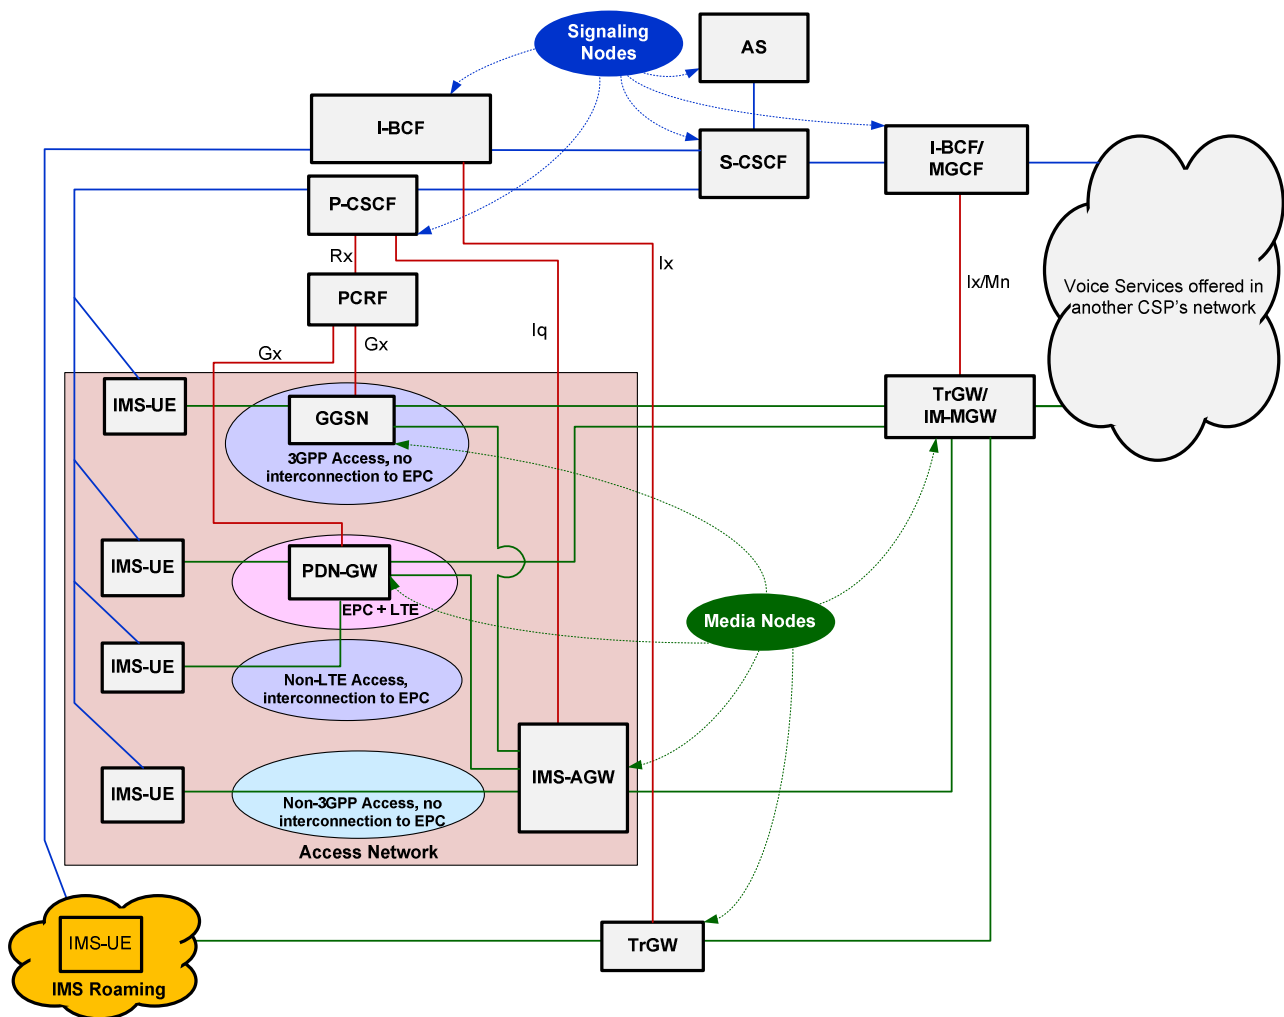 Signaling
Nodes
AS
I-BCF
S-CSCF
I-BCF/
MGCF
P-CSCF
Rx
Ix
Ix/Mn
Voice Services offered in
another CSP's network
PCRF
Iq
Gx
Gx
IMS-UE
GGSN
TrGW/
IM-MGW
3GPP Access, no
interconnection to EPC
IMS-UE
PDN-GW
EPC + LTE
Media Nodes
IMS-UE
Non-LTE Access,
interconnection to EPC
IMS-AGW
IMS-UE
Non-3GPP Access, no
interconnection to EPC
Access Network
IMS-UE
TrGW
IMS Roaming